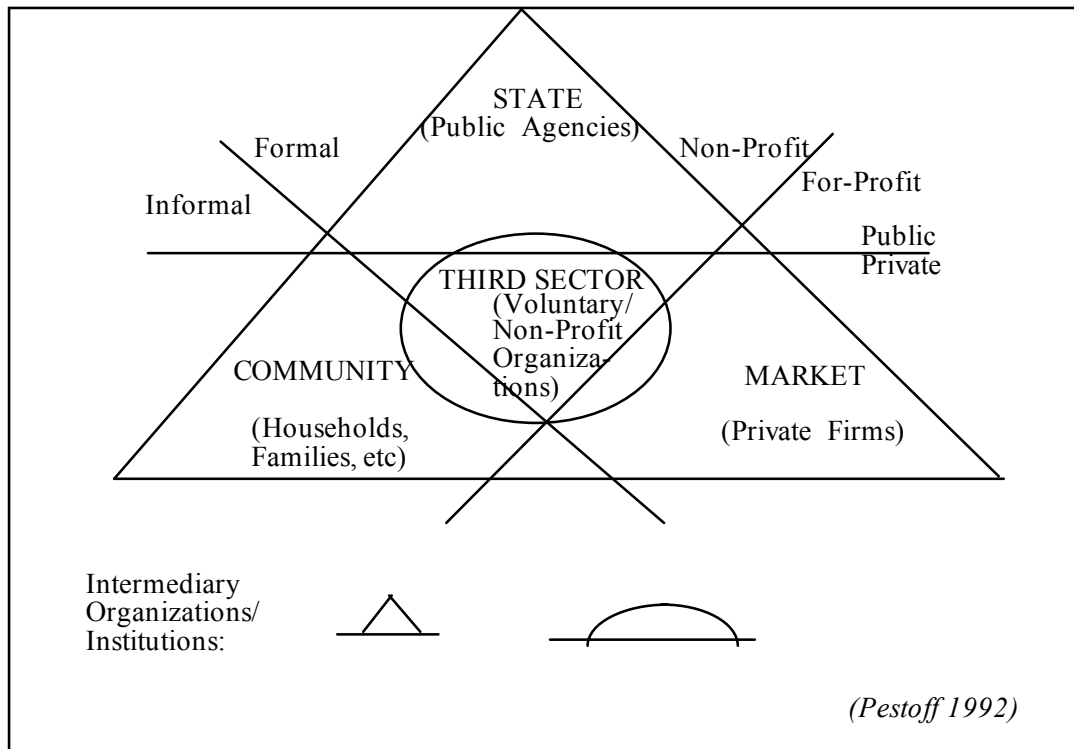 STATE
(Public Agencies)
Formal
Non-Profit
Informal
For-Profit
Public
Private
THIRD SECTOR
(Voluntary/
Non-Profit
Organiza-
tions)
COMMUNITY
MARKET
(Households,
Families, etc)
(Private Firms)
Intermediary
Organizations/
Institutions:
(Pestoff 1992)